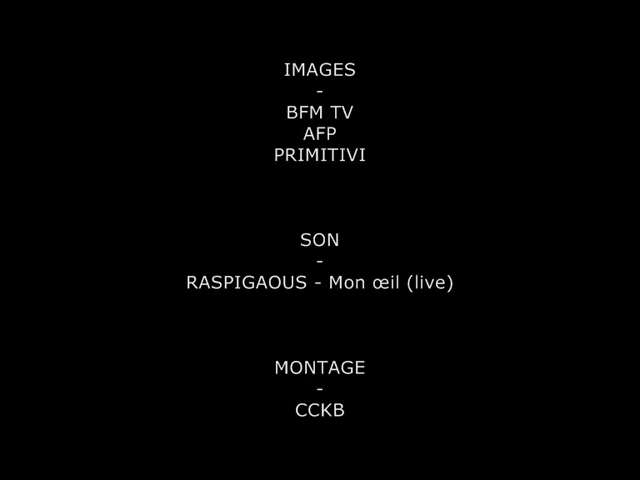 IMAGES
-
BFM TV
AFP
PRIMITIVI
SON
-
RASPIGAOUS - Mon œil (live)
MONTAGE
-
CCKB